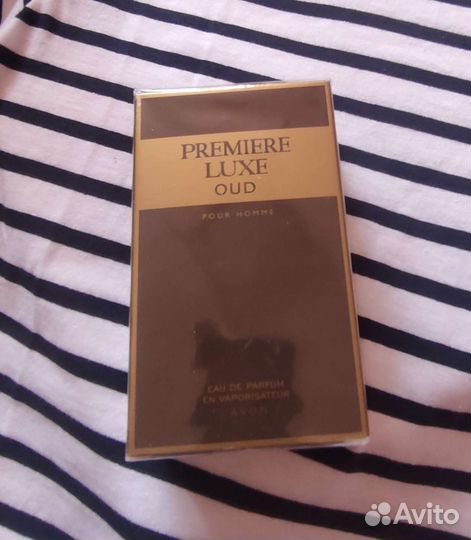 PREMIERE
LUXE
OUD
POUR HOMME
EAU DE PARFUM
EN VAPORISATEUR
AVON
Avito